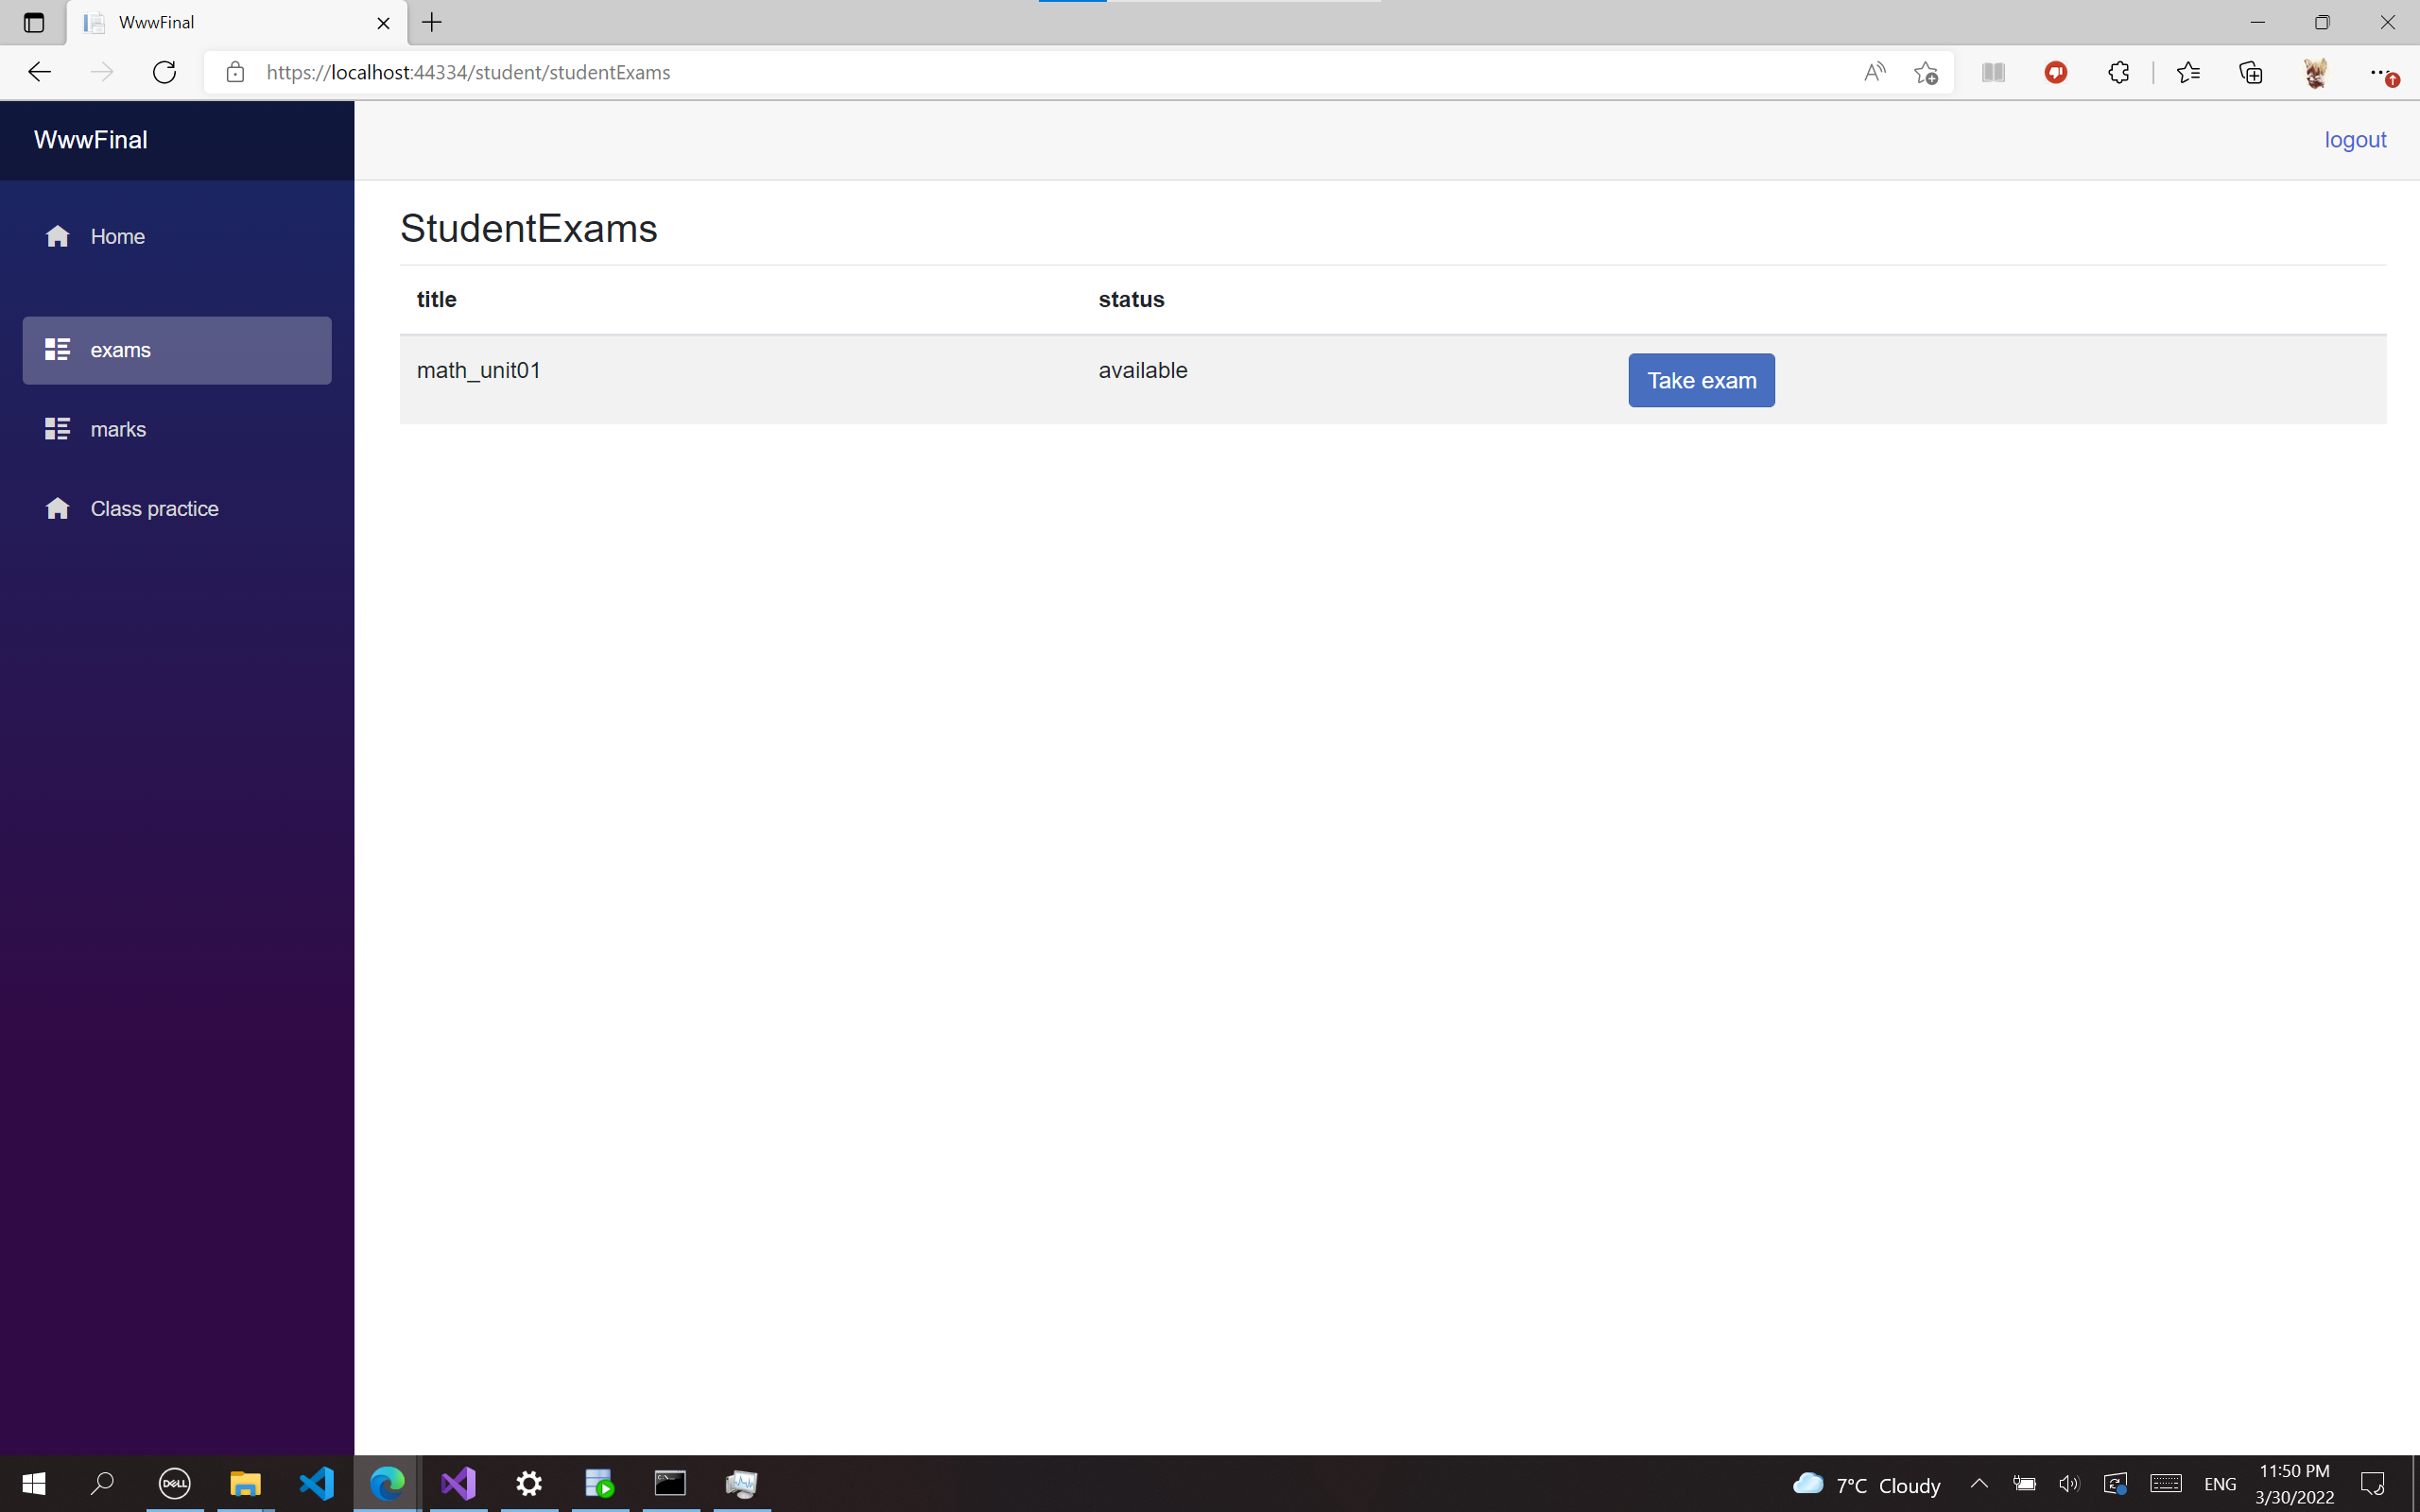 WwwFinal
https://localhost:44334/student/studentExams
WwwFinal
logout
Home
exams
marks
Class practice
StudentExams
title status
math_unit01 available Take exam
DELL
7°C Cloudy
ENG
11:50 PM
3/30/2022